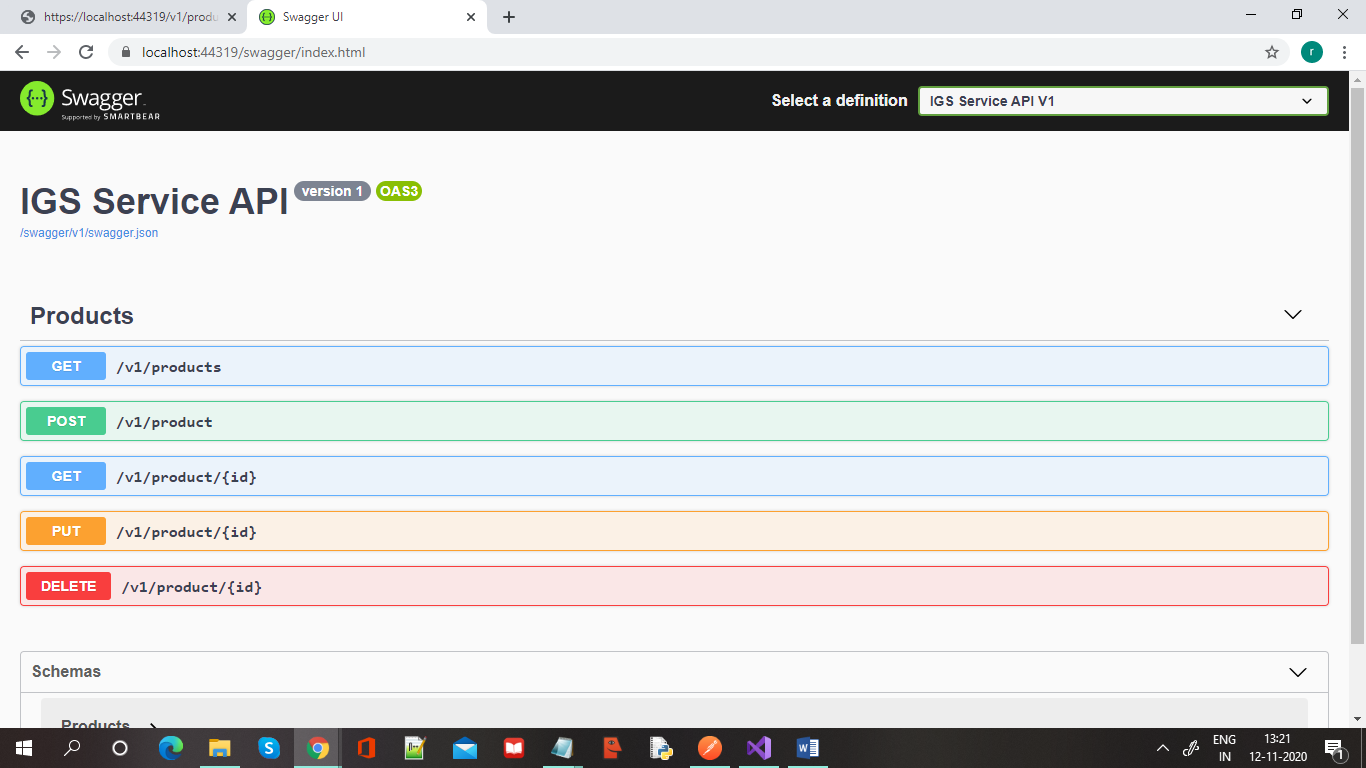 https://localhost:44319/v1/produ
Swagger UI
localhost:44319/swagger/index.html
r
Swagger
Supported by SMARTBEAR
Select a definition
IGS Service API V1
IGS Service API
version 1
OAS3
/swagger/v1/swagger.json
Products
GET /v1/products
POST /v1/product
GET /v1/product/{id}
PUT /v1/product/{id}
DELETE /v1/product/{id}
Schemas
Products
ENG
IN
13:21
12-11-2020
1